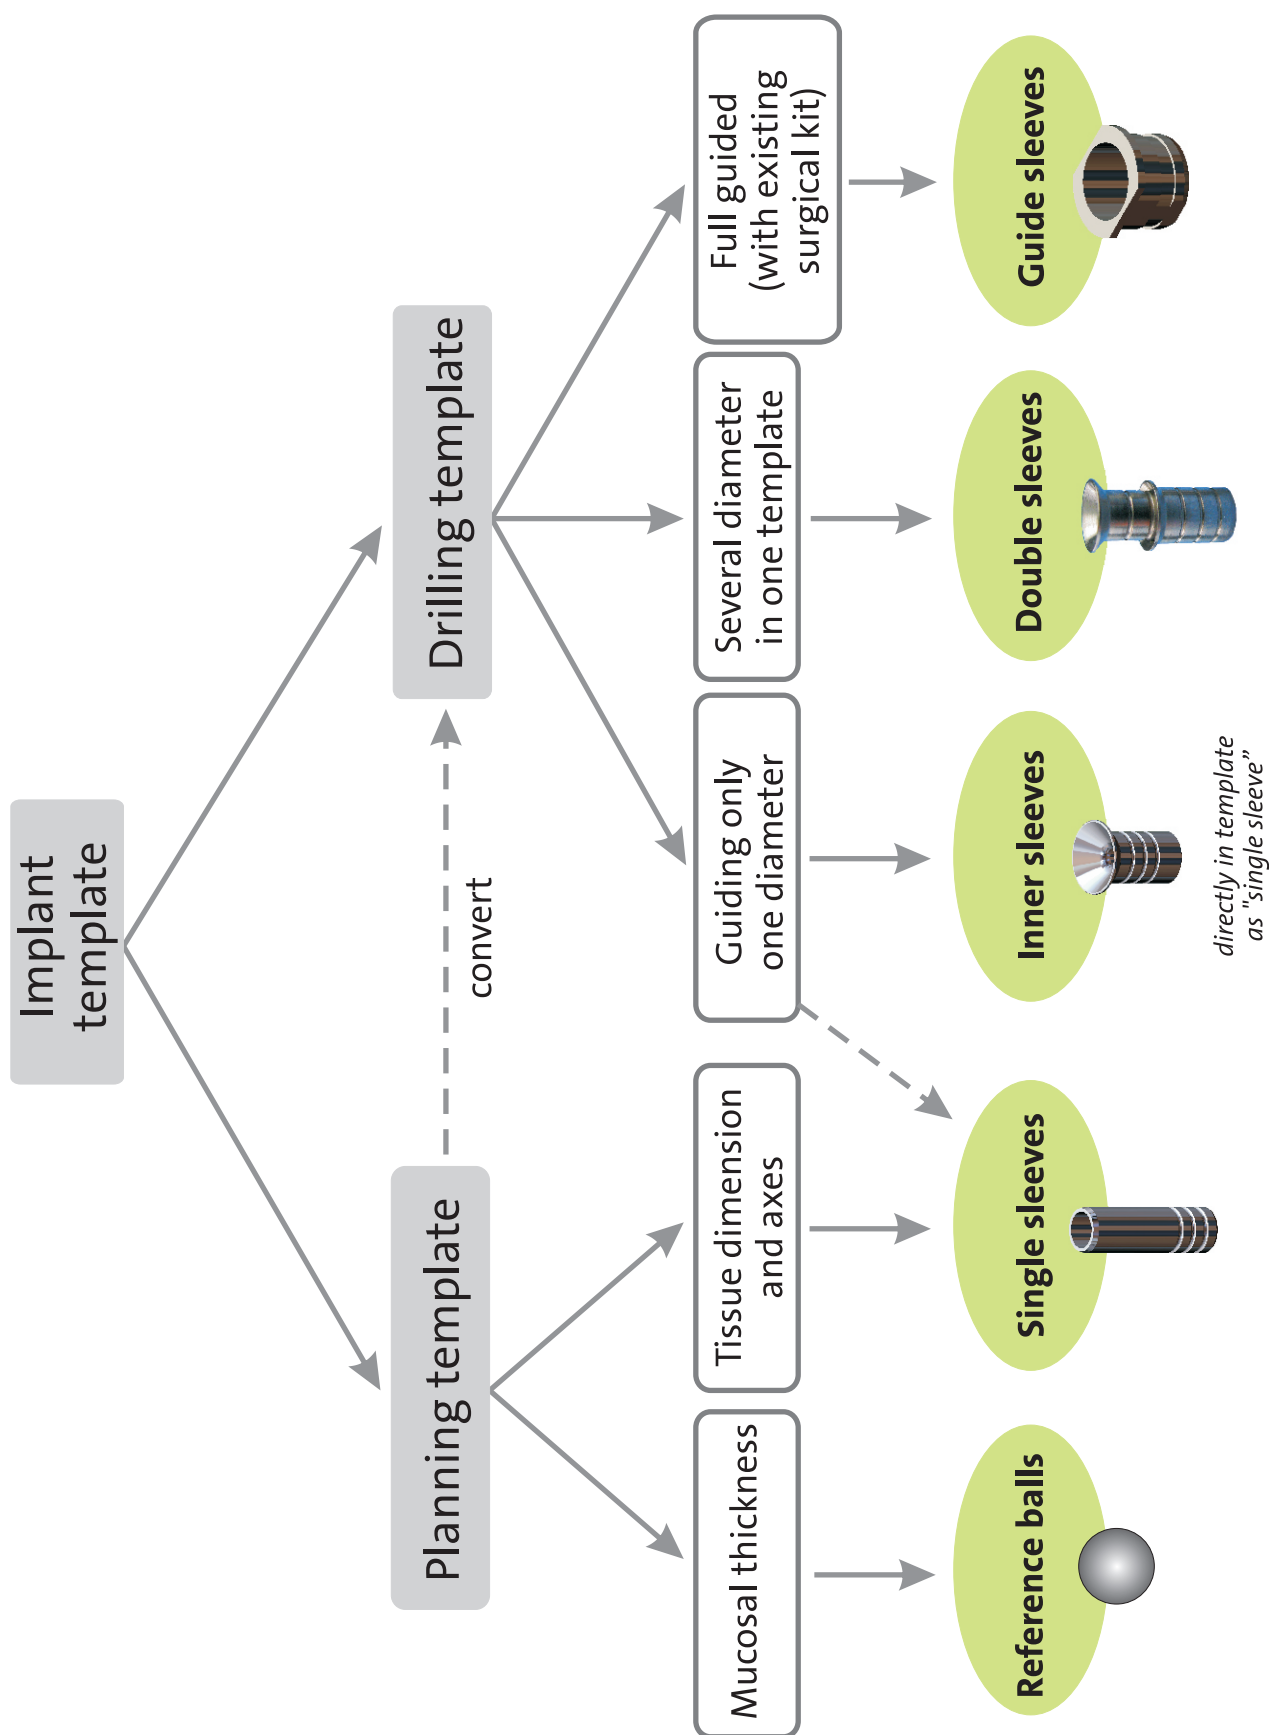 Implant
template
Planning template
convert
Drilling template
Mucosal thickness
Tissue dimension
and axes
Guiding only
one diameter
Several diameter
in one template
Full guided
(with existing
surgical kit)
Reference balls
Single sleeves
Inner sleeves
Double sleeves
Guide sleeves
directly in template
as "single sleeve”